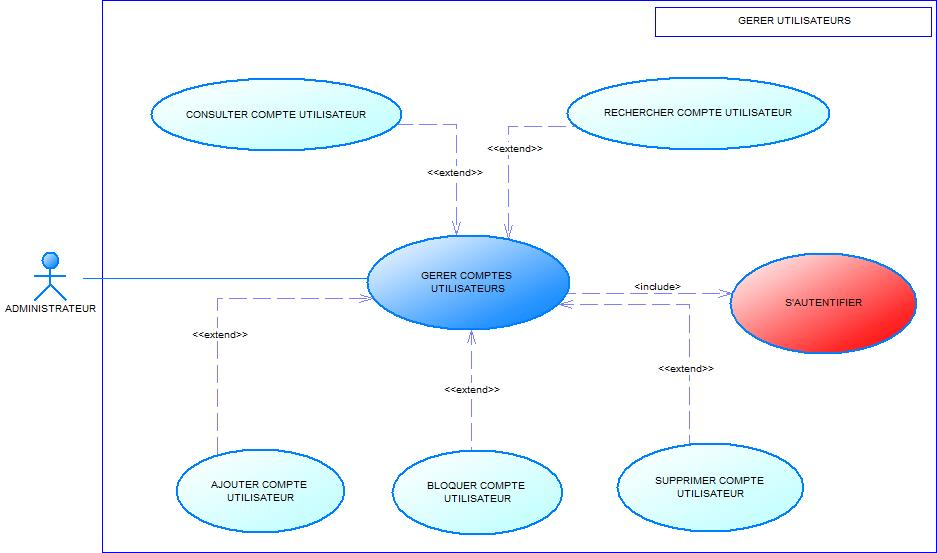 GERER UTILISATEURS
CONSULTER COMPTE UTILISATEUR
RECHERCHER COMPTE UTILISATEUR
<<extend>>
<<extend>>
GERER COMPTES
UTILISATEURS
<include>
S'AUTENTIFIER
ADMINISTRATEUR
<<extend>>
<<extend>>
<<extend>>
AJOUTER COMPTE
UTILISATEUR
BLOQUER COMPTE
UTILISATEUR
SUPPRIMER COMPTE
UTILISATEUR